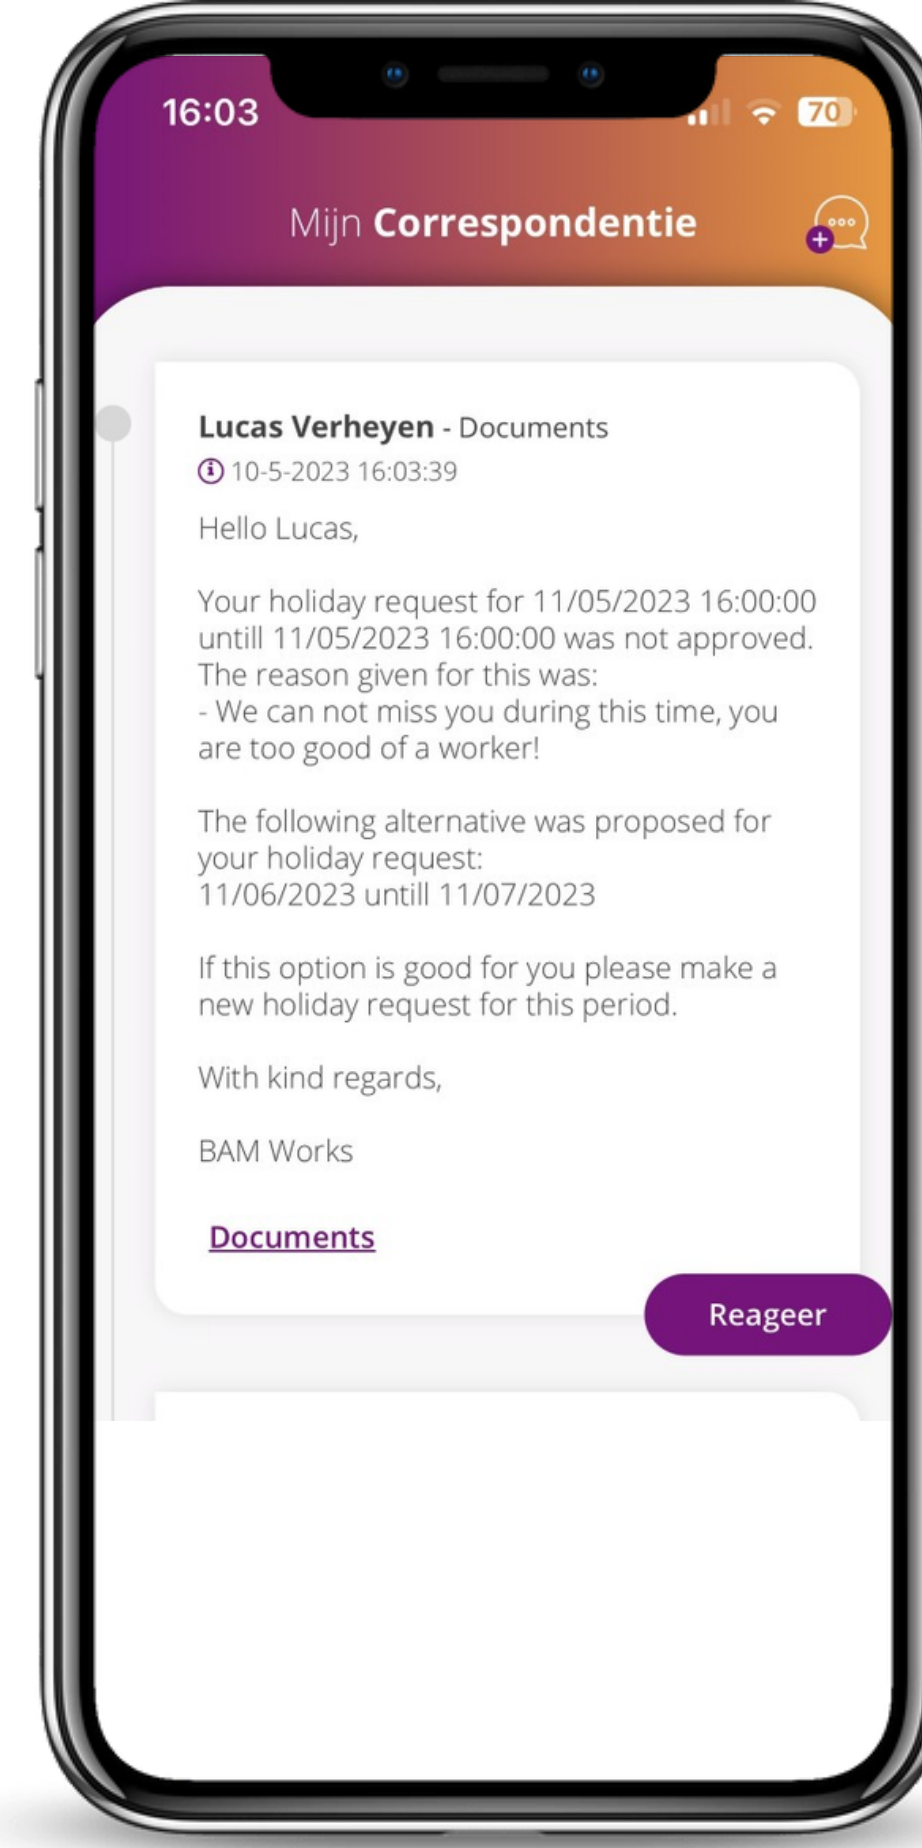 16:03
70
Mijn Correspondentie
Lucas Verheyen - Documents
10-5-2023 16:03:39
Hello Lucas,
Your holiday request for 11/05/2023 16:00:00
untill 11/05/2023 16:00:00 was not approved.
The reason given for this was:
- We can not miss you during this time, you
are too good of a worker!
The following alternative was proposed for
your holiday request:
11/06/2023 untill 11/07/2023
If this option is good for you please make a
new holiday request for this period.
With kind regards,
BAM Works
Documents
Reageer